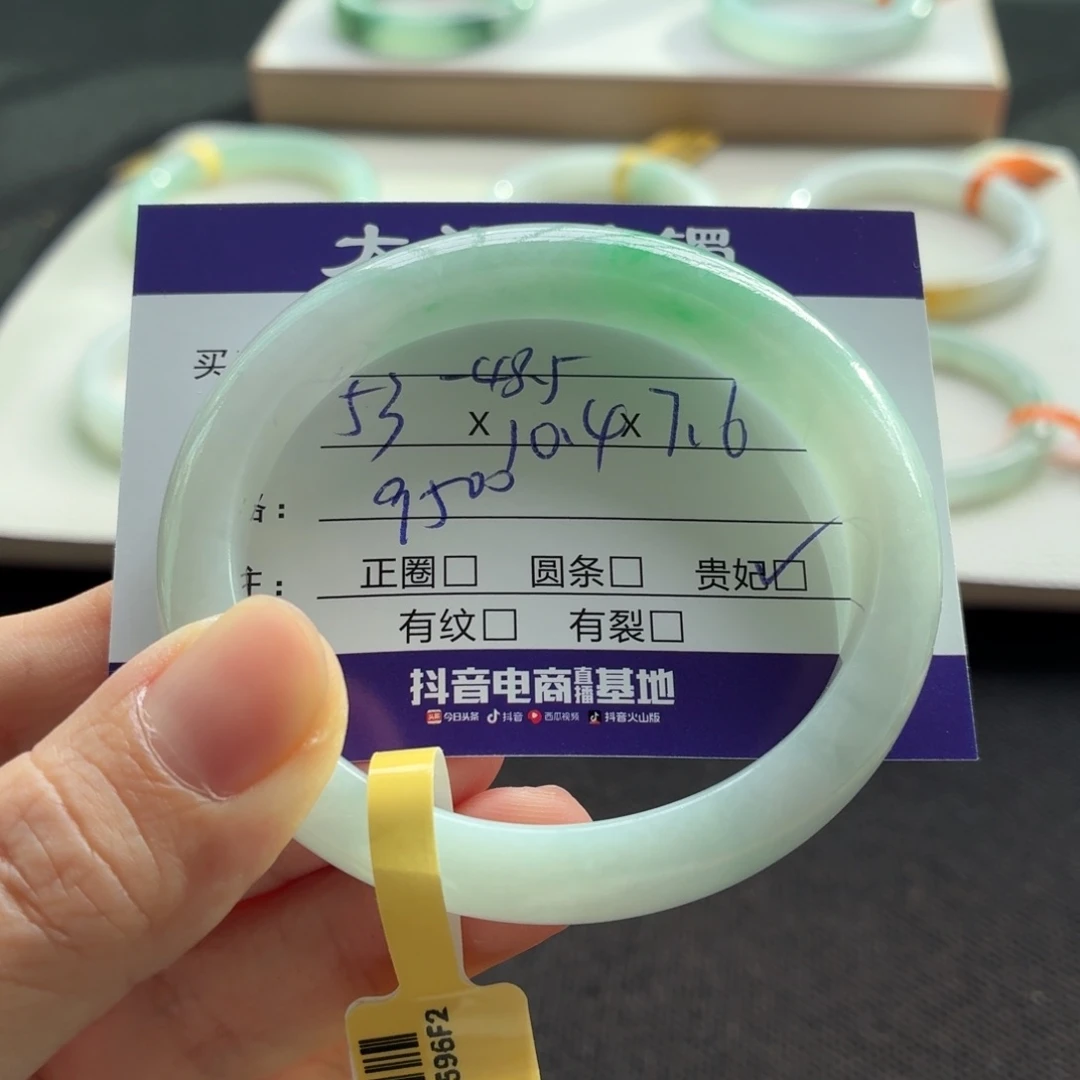 买
-48.5
53 x 10.4 x 7.6
9500
正圈□ 圆条□ 贵妃□✓
有纹□ 有裂□
抖音电商直播基地
头条 今日头条 抖音 西瓜视频 抖音火山版
596F2